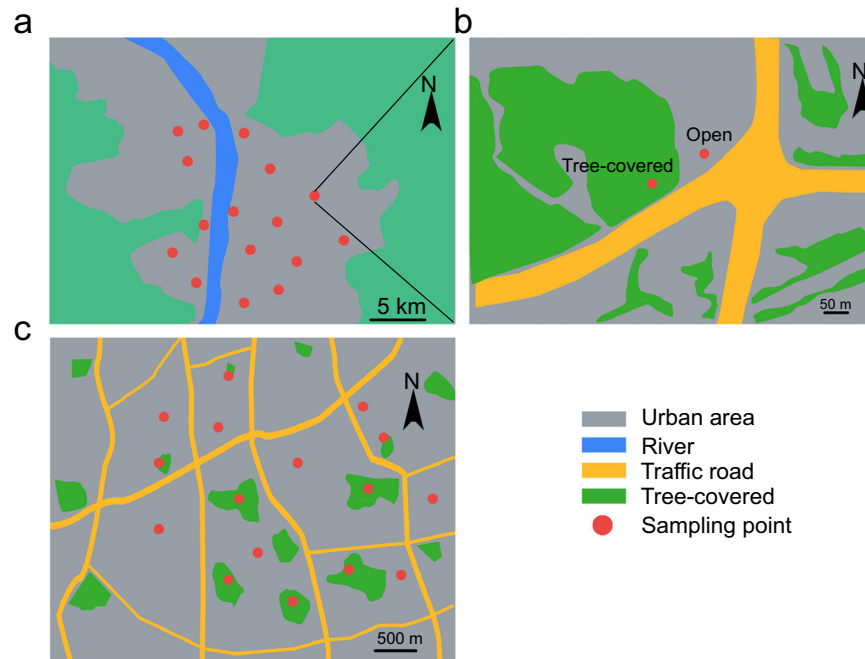 a
N
5 km
b
N
Open
Tree-covered
50 m
c
N
500 m
Urban area
River
Traffic road
Tree-covered
Sampling point